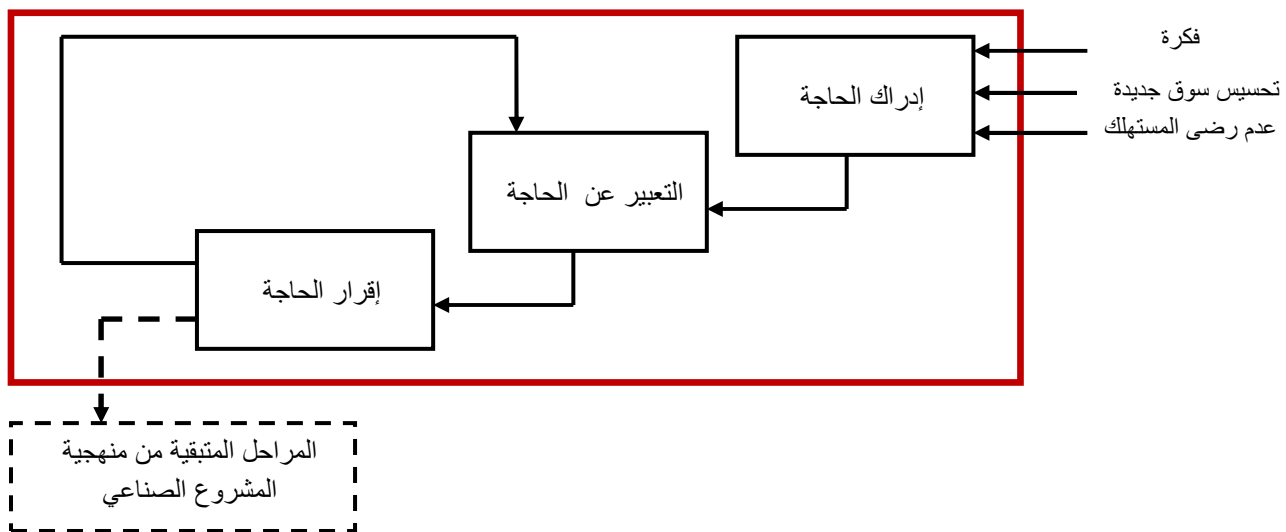 فكرة
تحسيس سوق جديدة
عدم رضى المستهلك
إدراك الحاجة
التعبير عن الحاجة
إقرار الحاجة
المراحل المتبقية من منهجية
المشروع الصناعي